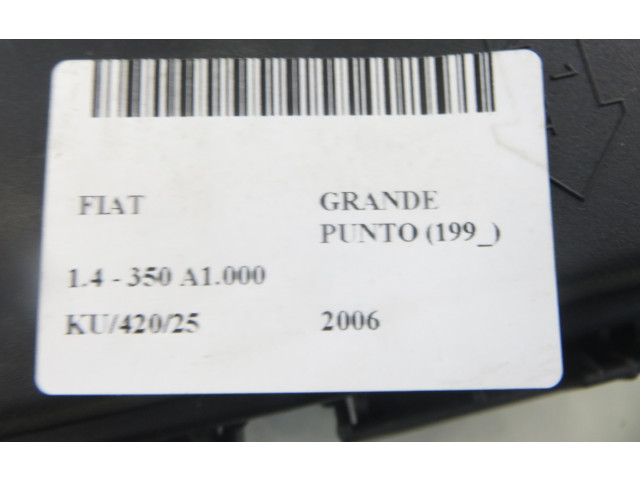 FIAT
GRANDE
PUNTO (199_)
1.4 - 350 A1.000
KU/420/25
2006